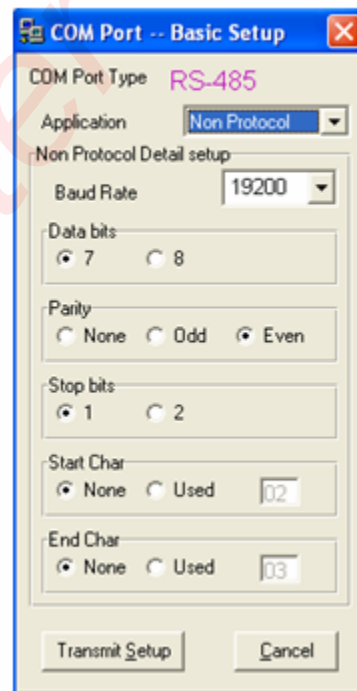 COM Port -- Basic Setup
COM Port Type RS-485
Application Non Protocol
Non Protocol Detail setup
Baud Rate 19200
Data bits
7 8
Parity
None Odd Even
Stop bits
1 2
Start Char
None Used 02
End Char
None Used 03
Transmit Setup Cancel